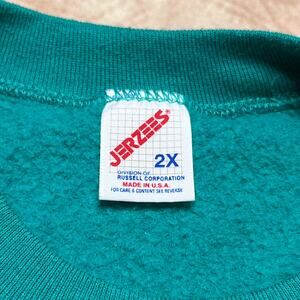 JERZEES
2X
DIVISION OF
RUSSELL CORPORATION
MADE IN U.S.A.
FOR CARE & CONTENT SEE REVERSE